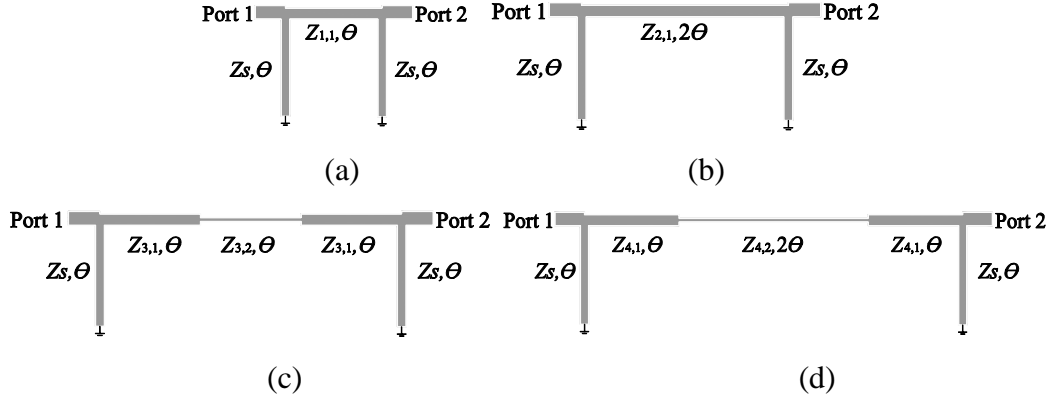 Port 1 Port 2
Z1,1,θ
Zs,θ Zs,θ
(a)
Port 1 Port 2
Z2,1,2θ
Zs,θ Zs,θ
(b)
Port 1 Port 2
Z3,1,θ Z3,2,θ Z3,1,θ
Zs,θ Zs,θ
(c)
Port 1 Port 2
Z4,1,θ Z4,2,2θ Z4,1,θ
Zs,θ Zs,θ
(d)